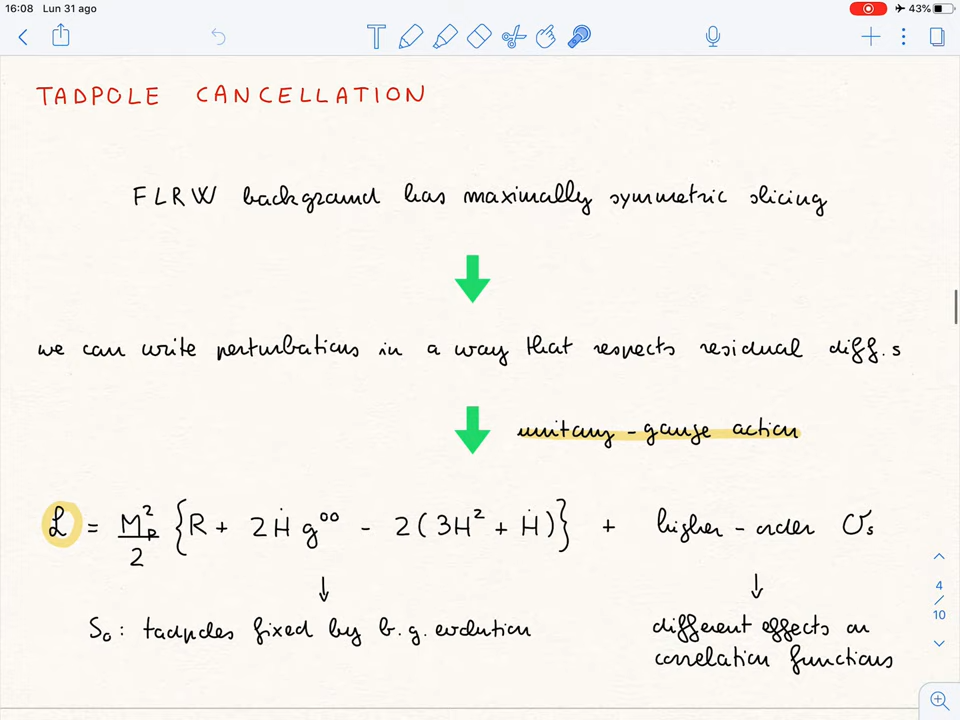 16:08 Lun 31 ago 43%
TADPOLE CANCELLATION
FLRW background has maximally symmetric slicing
we can write perturbations in a way that respects residual diff.s
unitary-gauge action
ℒ = M_P^2/2 {R + 2Ḣ g^00 - 2(3H^2 + Ḣ)} + higher-order Os
↓ ↓
S_0: tadpoles fixed by b.g. evolution
different effects on
correlation functions
4
/
10